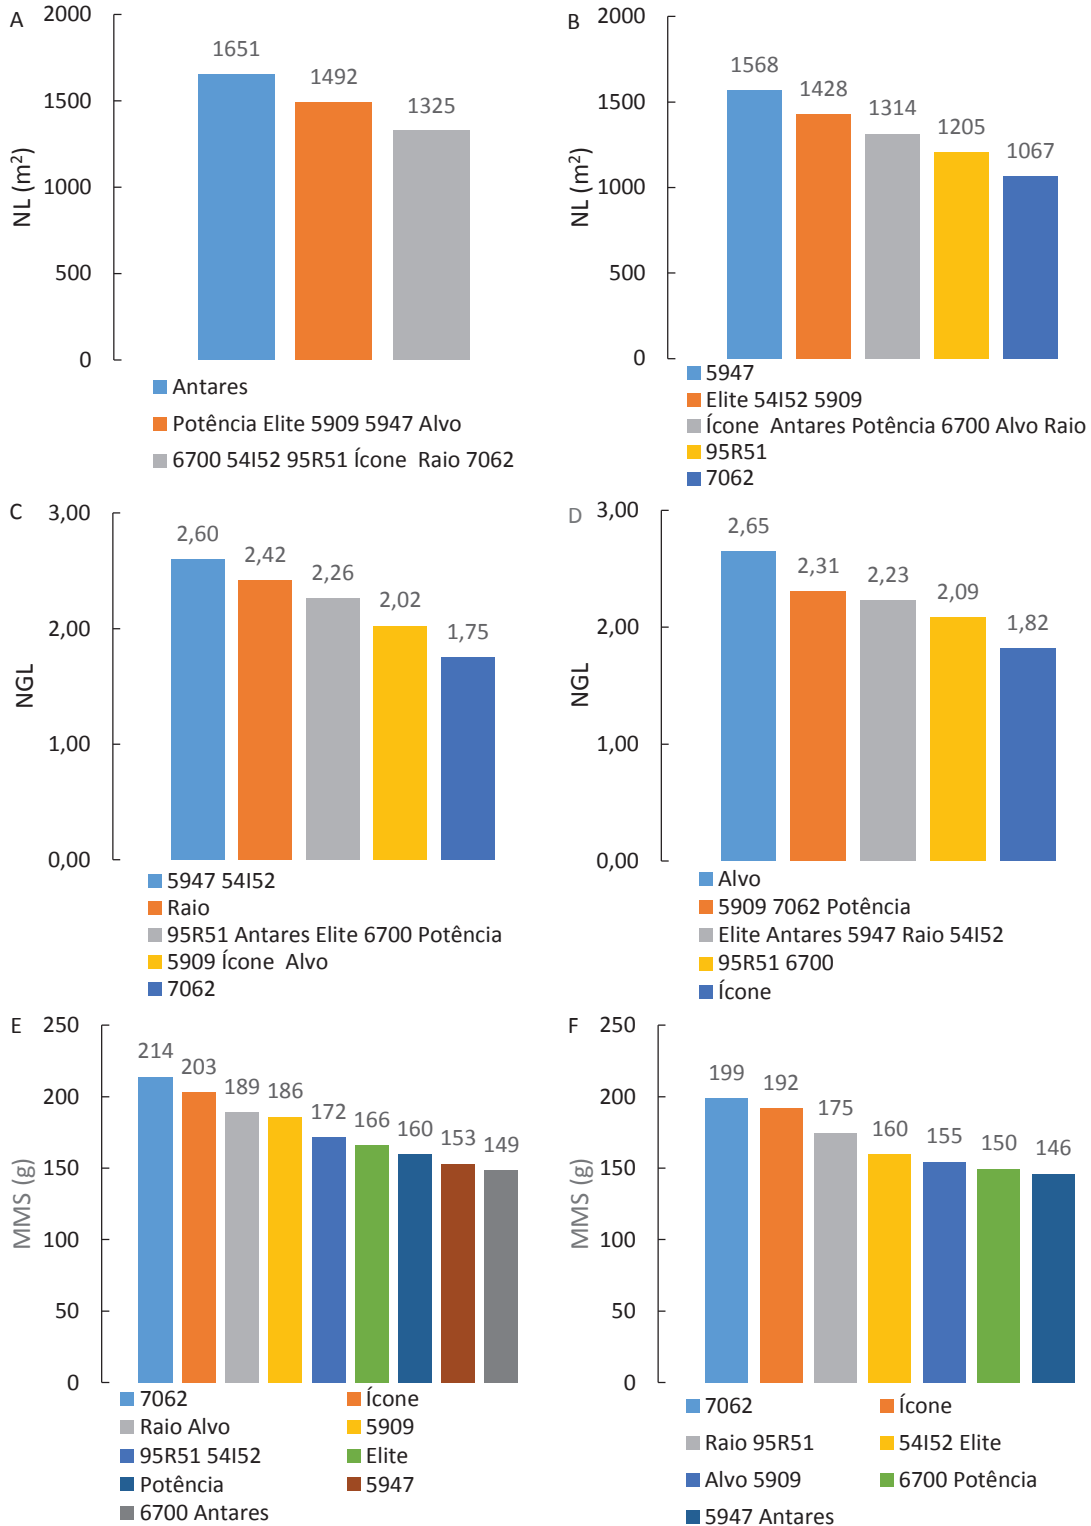 A
2000
1500
1000
500
0
NL (m²)
1651
1492
1325
Antares
Potência Elite 5909 5947 Alvo
6700 54I52 95R51 Ícone Raio 7062
B
2000
1500
1000
500
0
NL (m²)
1568
1428
1314
1205
1067
5947
Elite 54I52 5909
Ícone Antares Potência 6700 Alvo Raio
95R51
7062
C
3,00
2,00
1,00
0,00
NGL
2,60
2,42
2,26
2,02
1,75
5947 54I52
Raio
95R51 Antares Elite 6700 Potência
5909 Ícone Alvo
7062
D
3,00
2,00
1,00
0,00
NGL
2,65
2,31
2,23
2,09
1,82
Alvo
5909 7062 Potência
Elite Antares 5947 Raio 54I52
95R51 6700
Ícone
E
250
200
150
100
50
0
MMS (g)
214
203
189
186
172
166
160
153
149
7062
Ícone
Raio Alvo
5909
95R51 54I52
Elite
Potência
5947
6700 Antares
F
250
200
150
100
50
0
MMS (g)
199
192
175
160
155
150
146
7062
Ícone
Raio 95R51
54I52 Elite
Alvo 5909
6700 Potência
5947 Antares